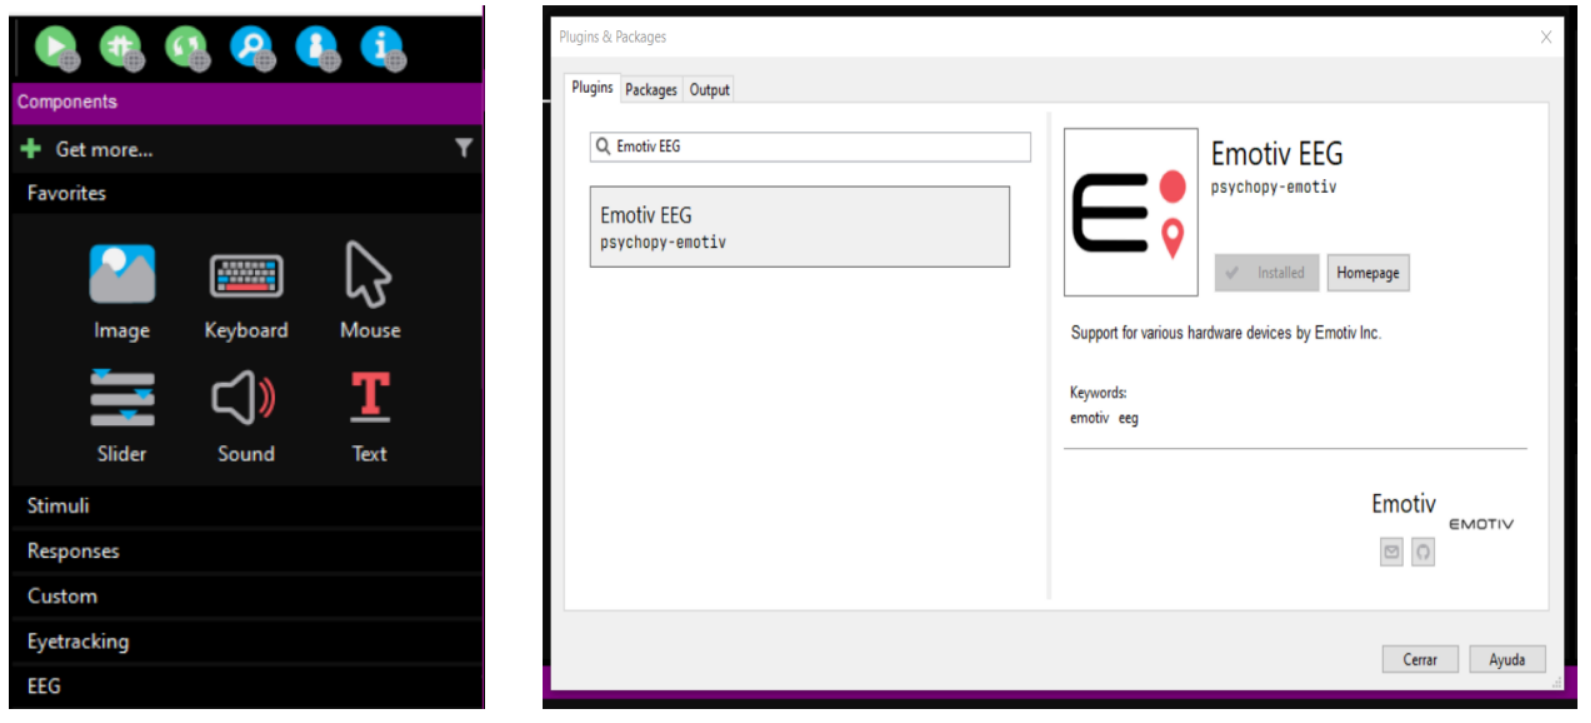 Components
Get more...
Favorites
Image
Keyboard
Mouse
Slider
Sound
Text
Stimuli
Responses
Custom
Eyetracking
EEG
Plugins & Packages
Plugins
Packages
Output
Emotiv EEG
Emotiv EEG
psychopy-emotiv
Emotiv EEG
psychopy-emotiv
Installed
Homepage
Support for various hardware devices by Emotiv Inc.
Keywords:
emotiv eeg
Emotiv
EMOTIV
Cerrar
Ayuda